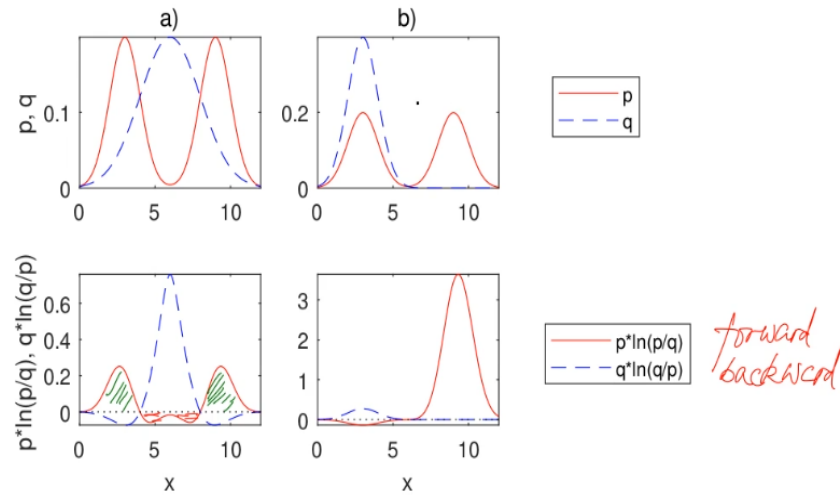 a)
b)
p, q
0.1
0
0 5 10
x
0.2
0
0 5 10
x
p
q
p*ln(p/q), q*ln(q/p)
0.6
0.4
0.2
0
0 5 10
x
3
2
1
0
0 5 10
x
p*ln(p/q)
q*ln(q/p)
forward
backward